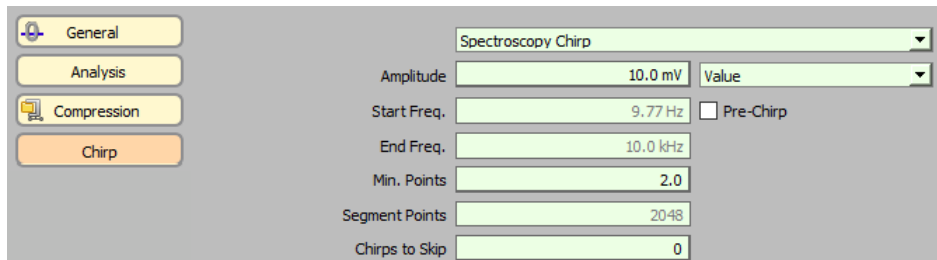 General
Analysis
Compression
Chirp
Spectroscopy Chirp
Amplitude 10.0 mV Value
Start Freq. 9.77 Hz Pre-Chirp
End Freq. 10.0 kHz
Min. Points 2.0
Segment Points 2048
Chirps to Skip 0